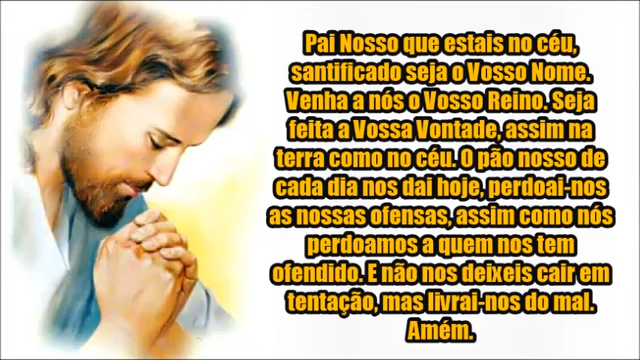 Pai Nosso que estais no céu,
santificado seja o Vosso Nome.
Venha a nós o Vosso Reino. Seja
feita a Vossa Vontade, assim na
terra como no céu. O pão nosso de
cada dia nos dai hoje, perdoai-nos
as nossas ofensas, assim como nós
perdoamos a quem nos tem
ofendido. E não nos deixeis cair em
tentação, mas livrai-nos do mal.
Amém.